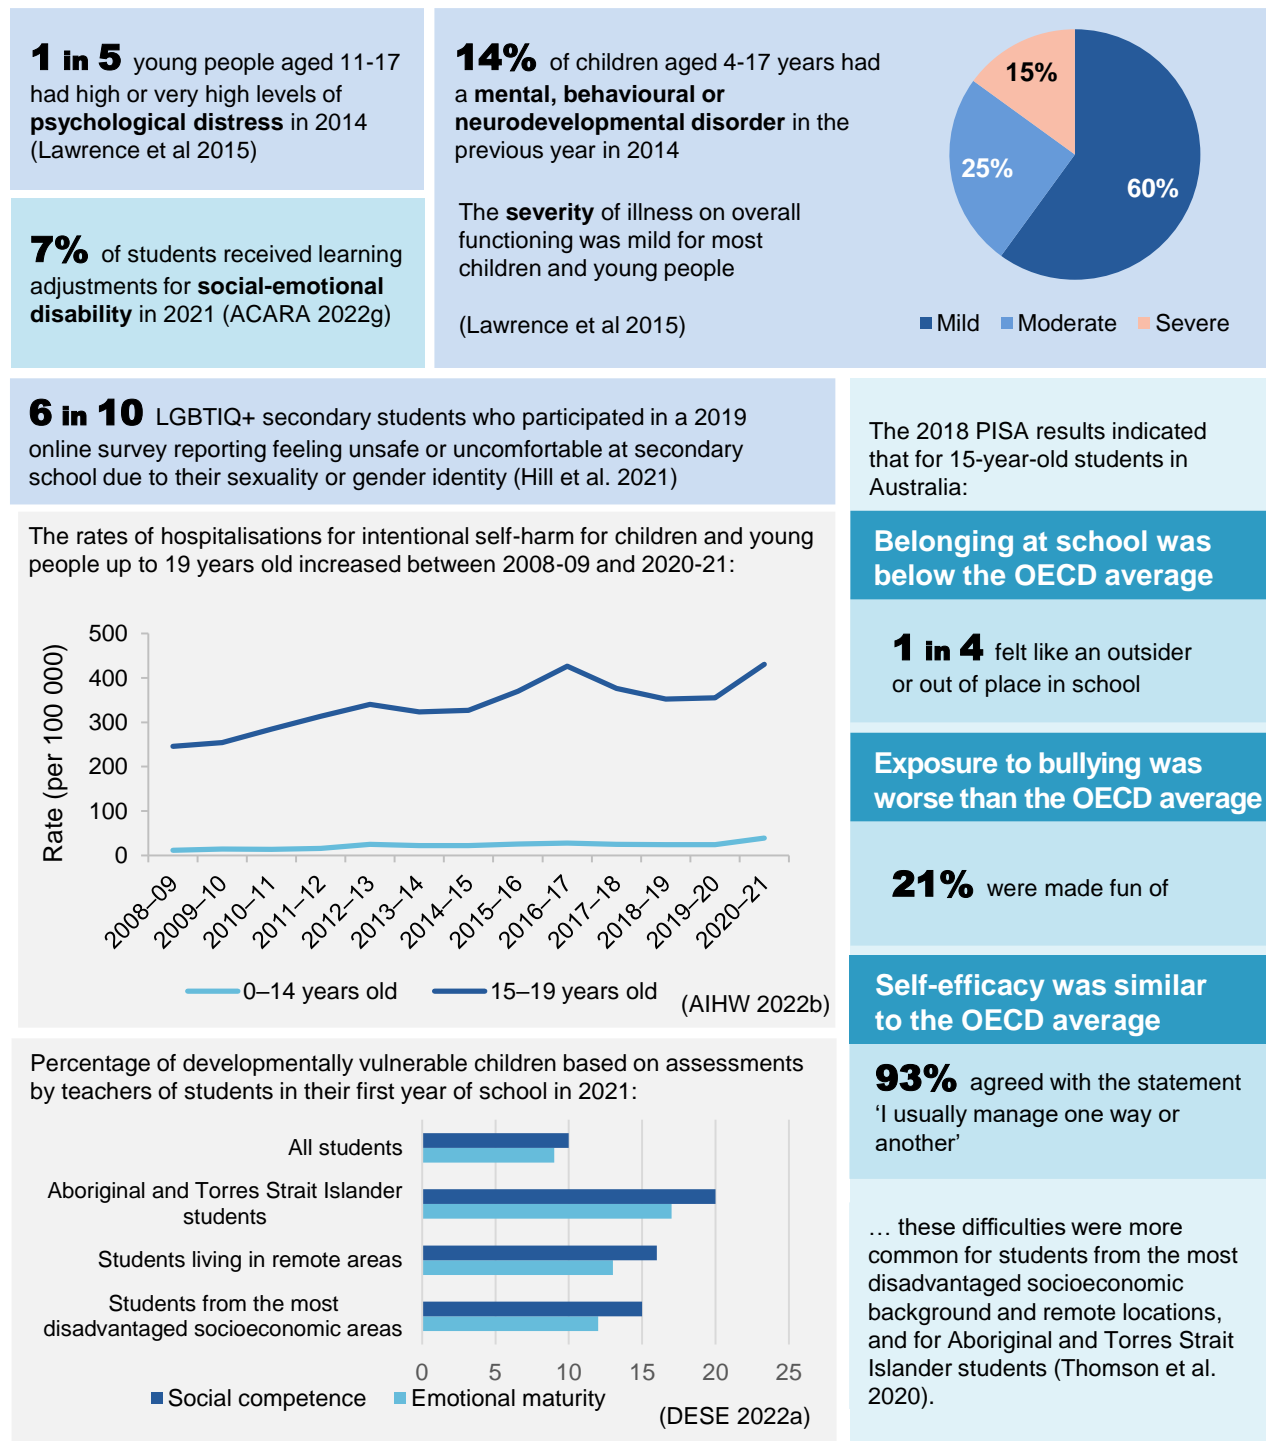 1 in 5 young people aged 11-17
had high or very high levels of
psychological distress in 2014
(Lawrence et al 2015)
7% of students received learning
adjustments for social-emotional
disability in 2021 (ACARA 2022g)
14% of children aged 4-17 years had
a mental, behavioural or
neurodevelopmental disorder in the
previous year in 2014
The severity of illness on overall
functioning was mild for most
children and young people
(Lawrence et al 2015)
15%
25%
60%
Mild Moderate Severe
6 in 10 LGBTIQ+ secondary students who participated in a 2019
online survey reporting feeling unsafe or uncomfortable at secondary
school due to their sexuality or gender identity (Hill et al. 2021)
The rates of hospitalisations for intentional self-harm for children and young
people up to 19 years old increased between 2008-09 and 2020-21:
Rate (per 100 000)
500
400
300
200
100
0
2008–09
2009–10
2010–11
2011–12
2012–13
2013–14
2014–15
2015–16
2016–17
2017–18
2018–19
2019–20
2020–21
0–14 years old 15–19 years old
(AIHW 2022b)
Percentage of developmentally vulnerable children based on assessments
by teachers of students in their first year of school in 2021:
All students
Aboriginal and Torres Strait Islander
students
Students living in remote areas
Students from the most
disadvantaged socioeconomic areas
0 5 10 15 20 25
Social competence Emotional maturity
(DESE 2022a)
The 2018 PISA results indicated
that for 15-year-old students in
Australia:
Belonging at school was
below the OECD average
1 in 4 felt like an outsider
or out of place in school
Exposure to bullying was
worse than the OECD average
21% were made fun of
Self-efficacy was similar
to the OECD average
93% agreed with the statement
‘I usually manage one way or
another’
… these difficulties were more
common for students from the most
disadvantaged socioeconomic
background and remote locations,
and for Aboriginal and Torres Strait
Islander students (Thomson et al.
2020).